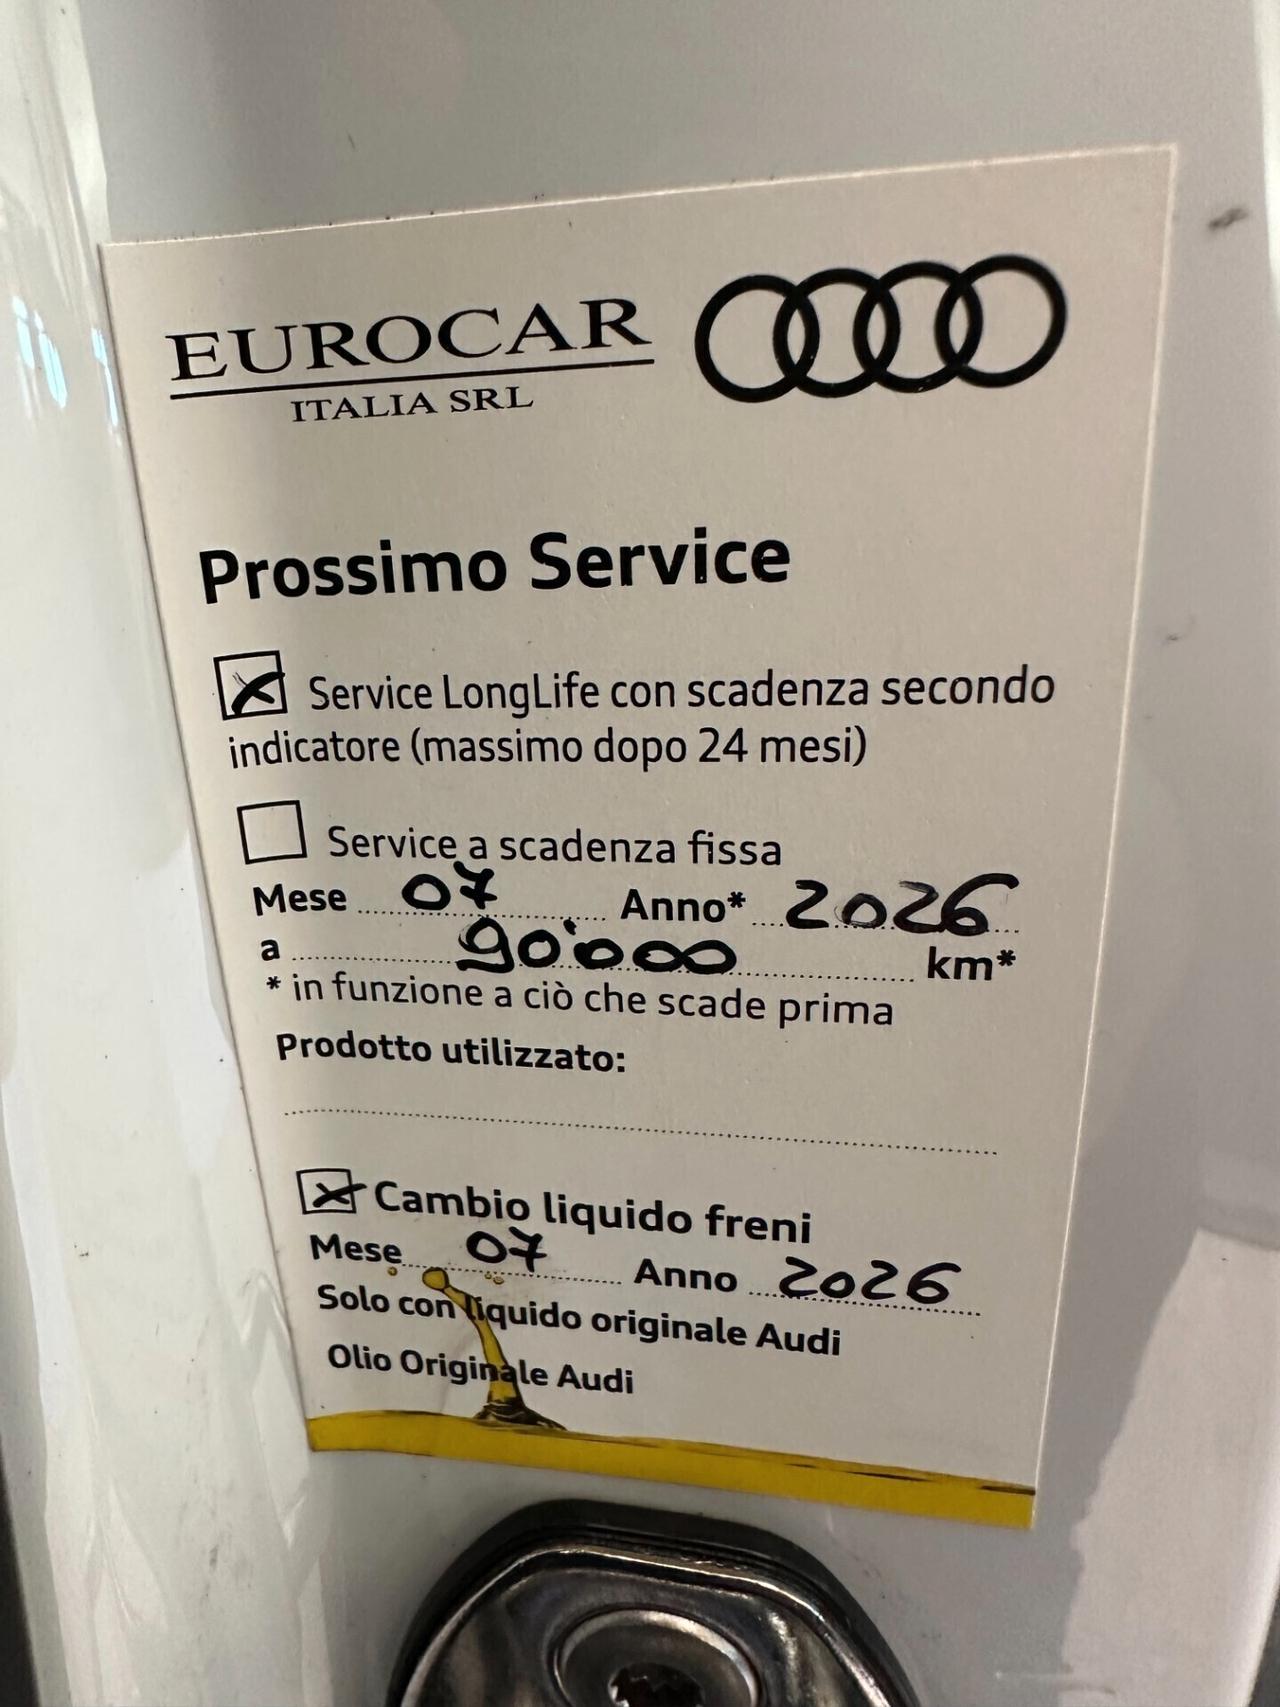 EUROCAR
ITALIA SRL
Prossimo Service
Service LongLife con scadenza secondo
indicatore (massimo dopo 24 mesi)
Service a scadenza fissa
Mese 07 Anno* 2026
a 90'000 km*
* in funzione a ciò che scade prima
Prodotto utilizzato:
Cambio liquido freni
Mese 07 Anno 2026
Solo con liquido originale Audi
Olio Originale Audi